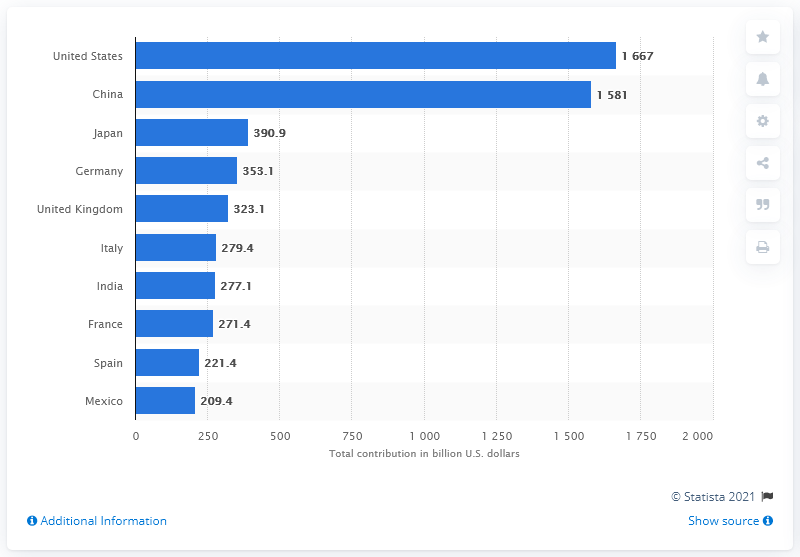 United States 1 667
China 1 581
Japan 390.9
Germany 353.1
United Kingdom 323.1
Italy 279.4
India 277.1
France 271.4
Spain 221.4
Mexico 209.4
0 250 500 750 1 000 1 250 1 500 1 750 2 000
Total contribution in billion U.S. dollars
© Statista 2021
Additional Information Show source